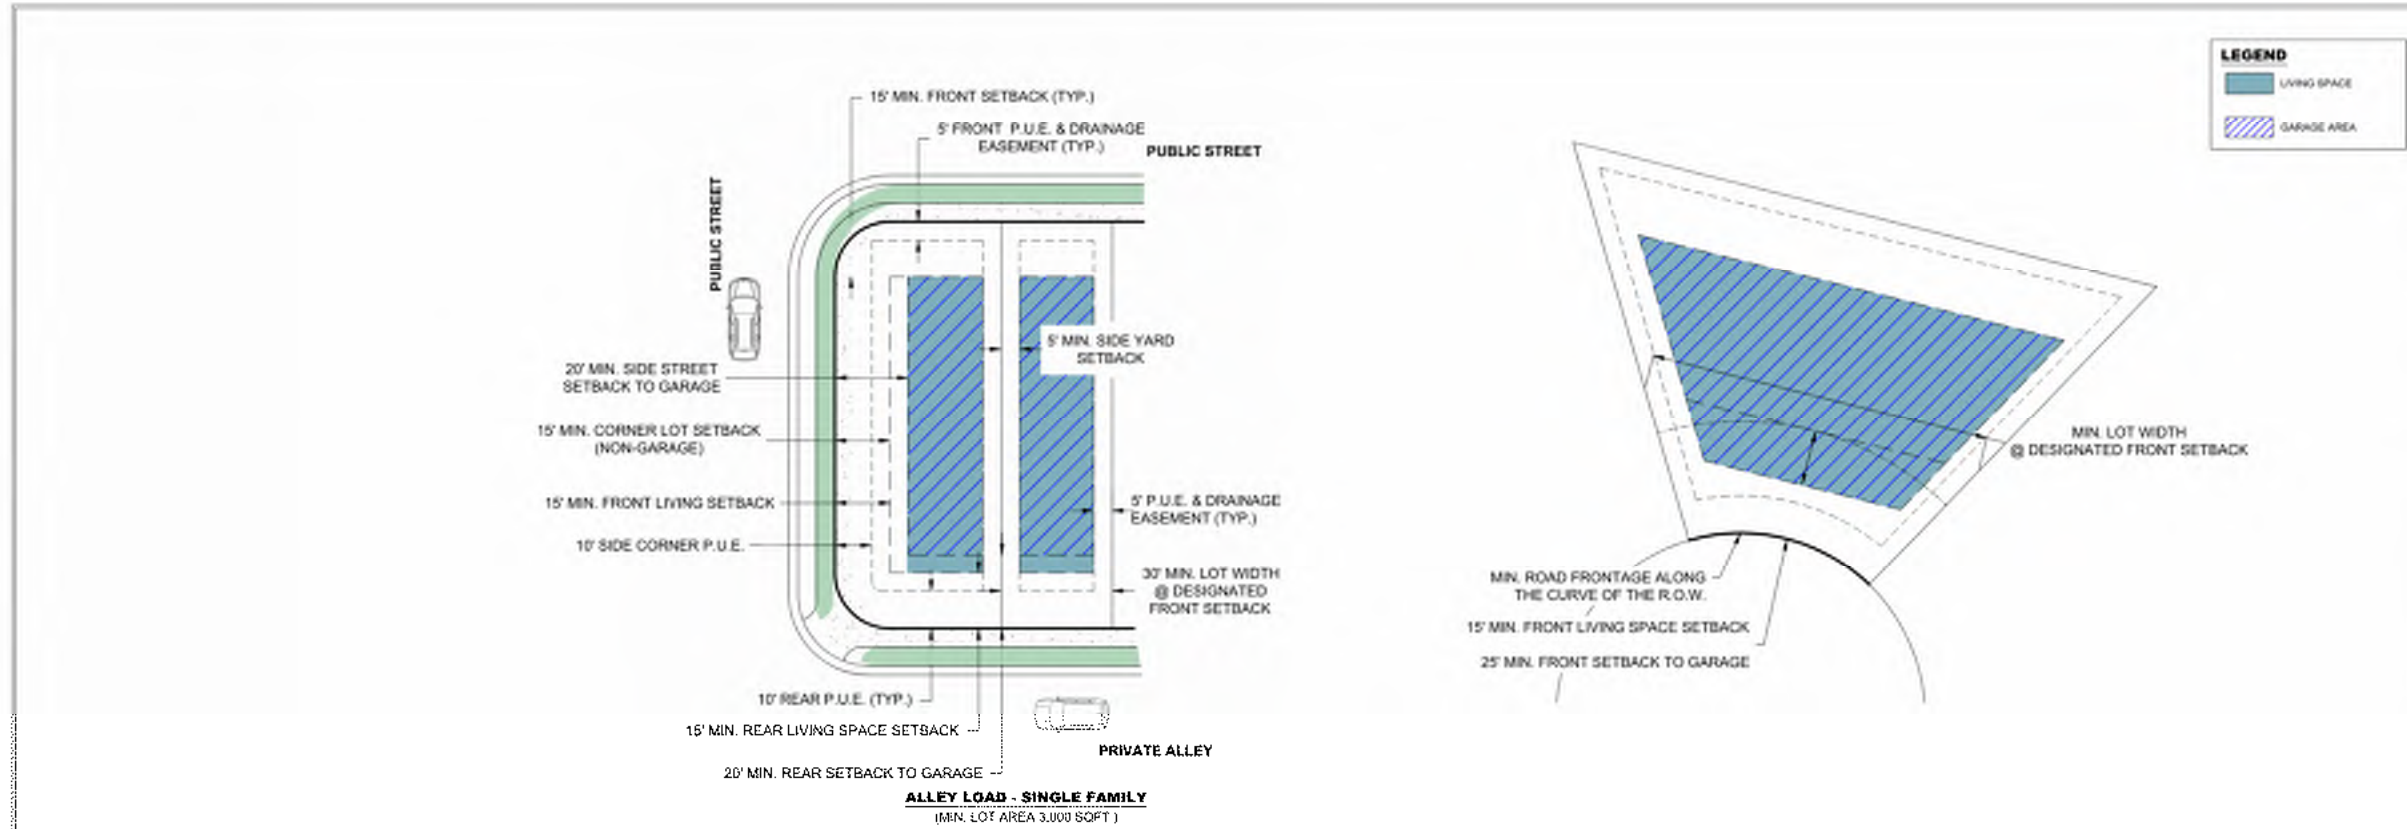 15' MIN. FRONT SETBACK (TYP.)
5' FRONT P.U.E. & DRAINAGE
EASEMENT (TYP.)
PUBLIC STREET
PUBLIC STREET
20' MIN. SIDE STREET
SETBACK TO GARAGE
15' MIN. CORNER LOT SETBACK
(NON-GARAGE)
15' MIN. FRONT LIVING SETBACK
10' SIDE CORNER P.U.E.
5' MIN. SIDE YARD
SETBACK
5' P.U.E. & DRAINAGE
EASEMENT (TYP.)
30' MIN. LOT WIDTH
@ DESIGNATED
FRONT SETBACK
10' REAR P.U.E. (TYP.)
15' MIN. REAR LIVING SPACE SETBACK
20' MIN. REAR SETBACK TO GARAGE
PRIVATE ALLEY
ALLEY LOAD - SINGLE FAMILY
(MIN. LOT AREA 3,000 SQFT )
LEGEND
LIVING SPACE
GARAGE AREA
MIN. LOT WIDTH
@ DESIGNATED FRONT SETBACK
MIN. ROAD FRONTAGE ALONG
THE CURVE OF THE R.O.W.
15' MIN. FRONT LIVING SPACE SETBACK
25' MIN. FRONT SETBACK TO GARAGE